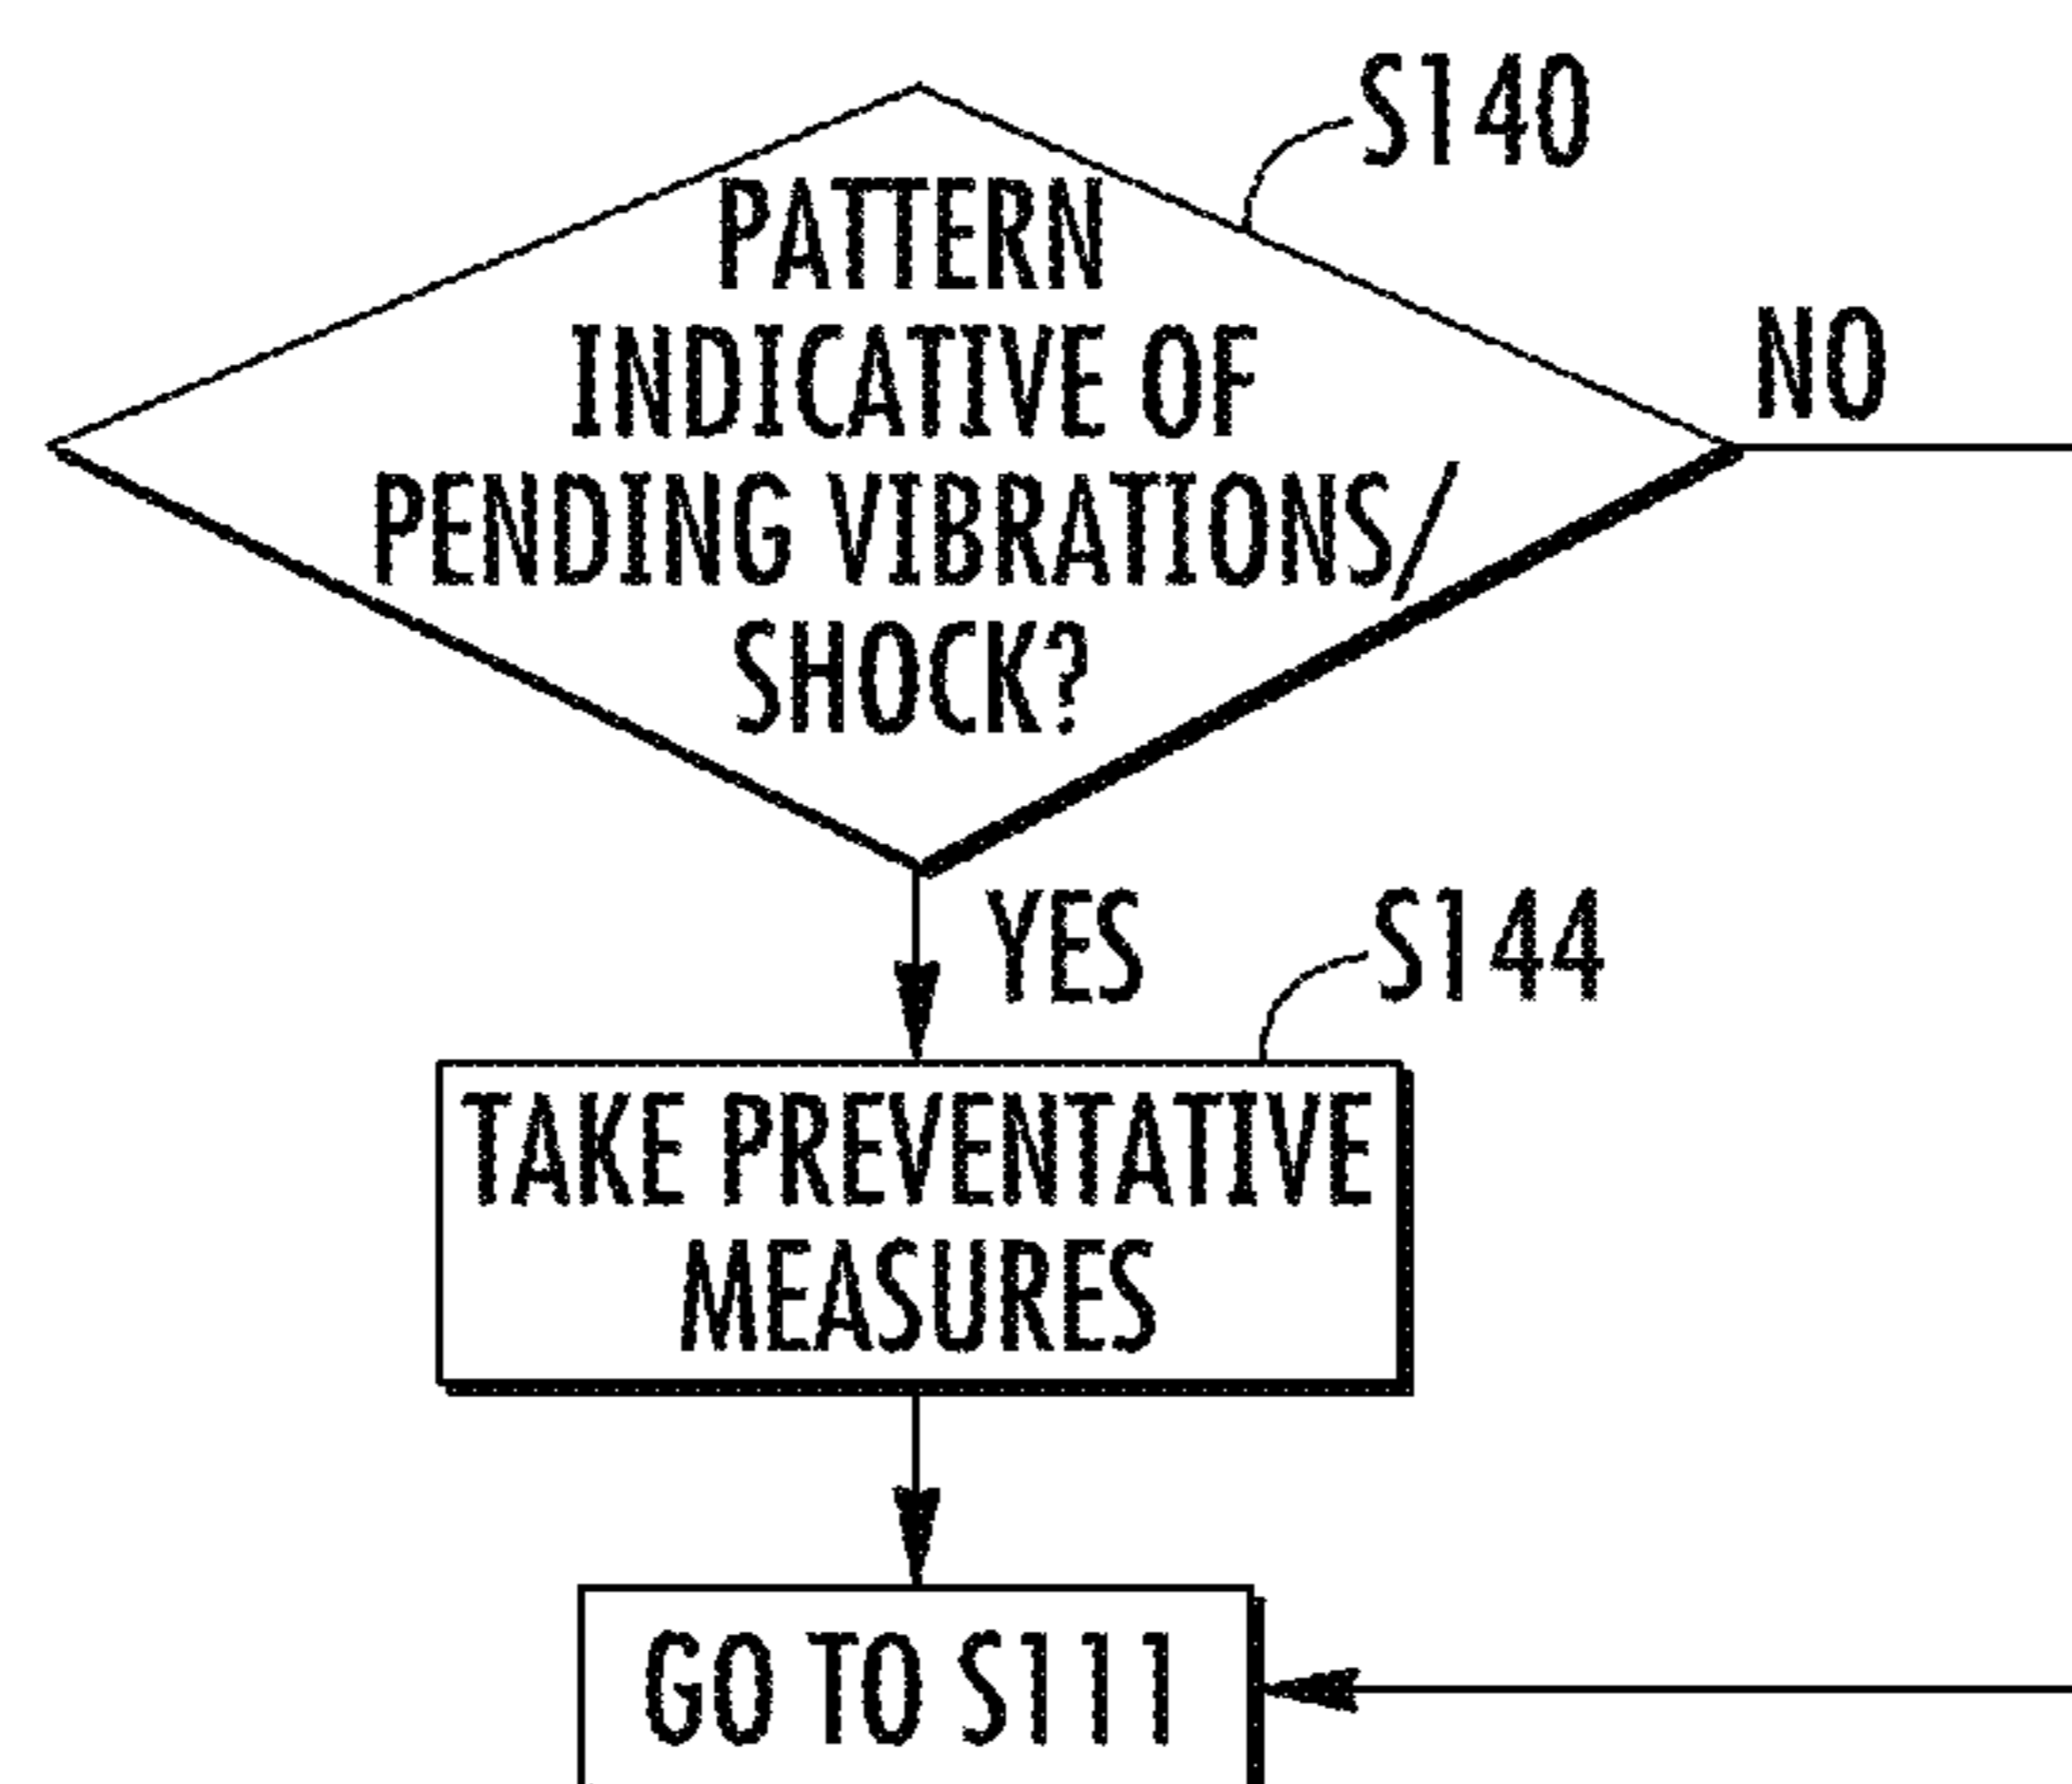 S140
PATTERN
INDICATIVE OF
PENDING VIBRATIONS/
SHOCK?
NO
YES
S144
TAKE PREVENTATIVE
MEASURES
GO TO S111